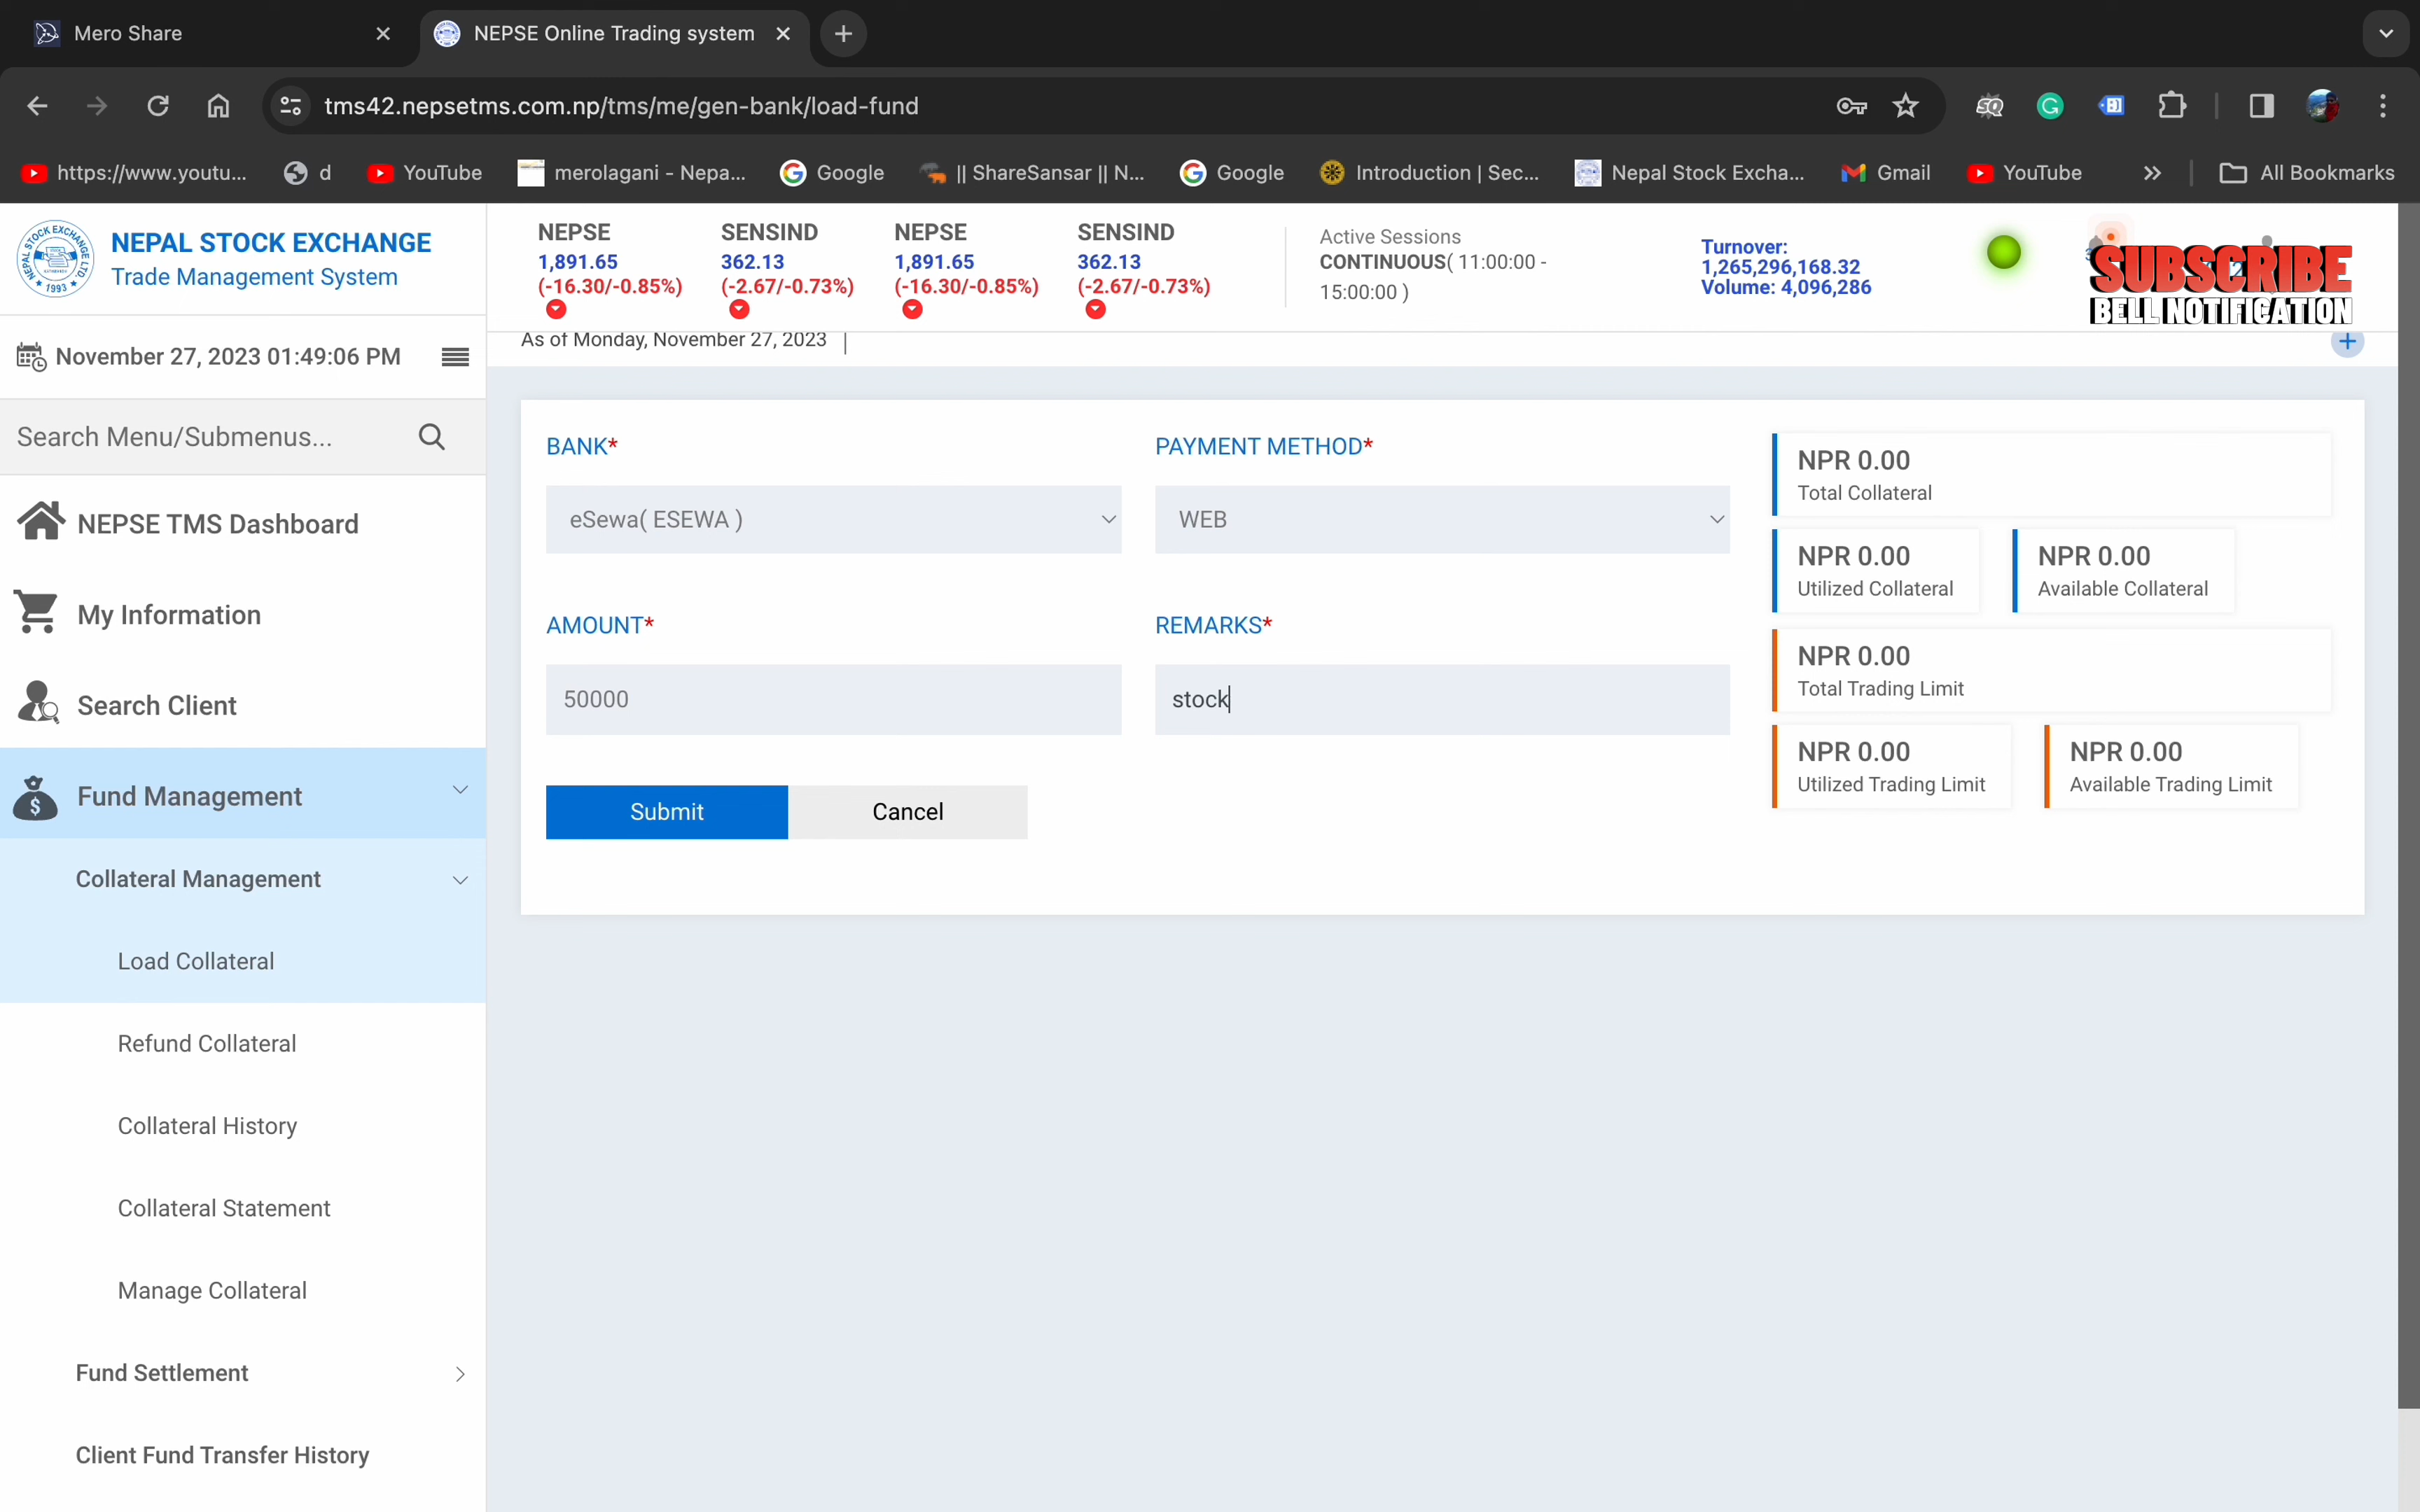 Mero Share
NEPSE Online Trading system
tms42.nepsetms.com.np/tms/me/gen-bank/load-fund
https://www.youtu...
d
YouTube
merolagani - Nepa...
Google
|| ShareSansar || N...
Google
Introduction | Sec...
Nepal Stock Excha...
Gmail
YouTube
All Bookmarks
NEPAL STOCK EXCHANGE
Trade Management System
NEPSE
1,891.65
(-16.30/-0.85%)
SENSIND
362.13
(-2.67/-0.73%)
NEPSE
1,891.65
(-16.30/-0.85%)
SENSIND
362.13
(-2.67/-0.73%)
Active Sessions
CONTINUOUS( 11:00:00 -
15:00:00 )
Turnover:
1,265,296,168.32
Volume: 4,096,286
SUBSCRIBE
BELL NOTIFICATION
November 27, 2023 01:49:06 PM
As of Monday, November 27, 2023
Search Menu/Submenus...
NEPSE TMS Dashboard
My Information
Search Client
Fund Management
Collateral Management
Load Collateral
Refund Collateral
Collateral History
Collateral Statement
Manage Collateral
Fund Settlement
Client Fund Transfer History
BANK*
eSewa( ESEWA )
PAYMENT METHOD*
WEB
AMOUNT*
50000
REMARKS*
stock
Submit
Cancel
NPR 0.00
Total Collateral
NPR 0.00
Utilized Collateral
NPR 0.00
Available Collateral
NPR 0.00
Total Trading Limit
NPR 0.00
Utilized Trading Limit
NPR 0.00
Available Trading Limit